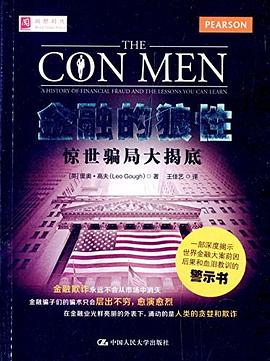 PEARSON
THE
CON MEN
A HISTORY OF FINANCIAL FRAUD AND THE LESSONS YOU CAN LEARN
金融的狼性
惊世骗局大揭底
[英]里奥·高夫(Leo Gough) 著 王佳艺 译
一部深度揭示
世界金融大案前因
后果和血泪教训的
警示书
金融欺诈永远不会从市场中消失
金融骗子们的骗术只会层出不穷，愈演愈烈
在金融业光鲜亮丽的外表下，涌动的是人类的贪婪和欺诈
中国人民大学出版社